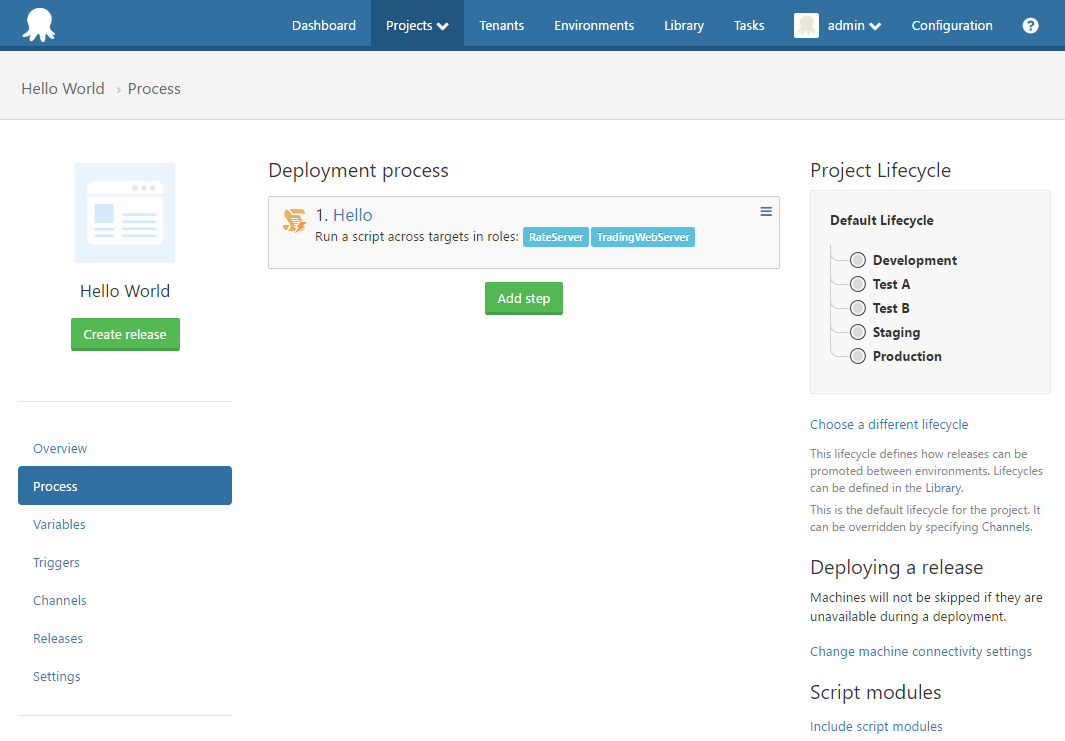 Dashboard Projects Tenants Environments Library Tasks admin Configuration ?
Hello World › Process
Hello World
Create release
Overview
Process
Variables
Triggers
Channels
Releases
Settings
Deployment process
1. Hello
Run a script across targets in roles: RateServer TradingWebServer
Add step
Project Lifecycle
Default Lifecycle
Development
Test A
Test B
Staging
Production
Choose a different lifecycle
This lifecycle defines how releases can be
promoted between environments. Lifecycles
can be defined in the Library.
This is the default lifecycle for the project. It
can be overridden by specifying Channels.
Deploying a release
Machines will not be skipped if they are
unavailable during a deployment.
Change machine connectivity settings
Script modules
Include script modules